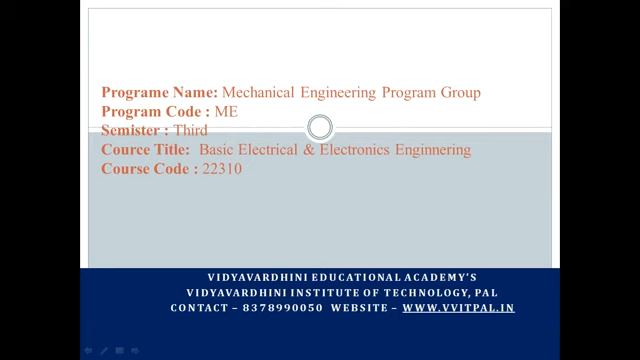 Programe Name: Mechanical Engineering Program Group
Program Code : ME
Semister : Third
Cource Title: Basic Electrical & Electronics Enginnering
Course Code : 22310
VIDYAVARDHINI EDUCATIONAL ACADEMY'S
VIDYAVARDHINI INSTITUTE OF TECHNOLOGY, PAL
CONTACT – 8378990050 WEBSITE – WWW.VVITPAL.IN